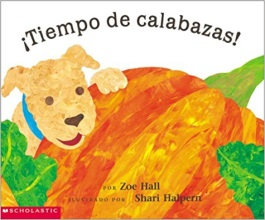 ¡Tiempo de calabazas!
POR Zoe Hall
ILUSTRADO POR Shari Halpern
SCHOLASTIC